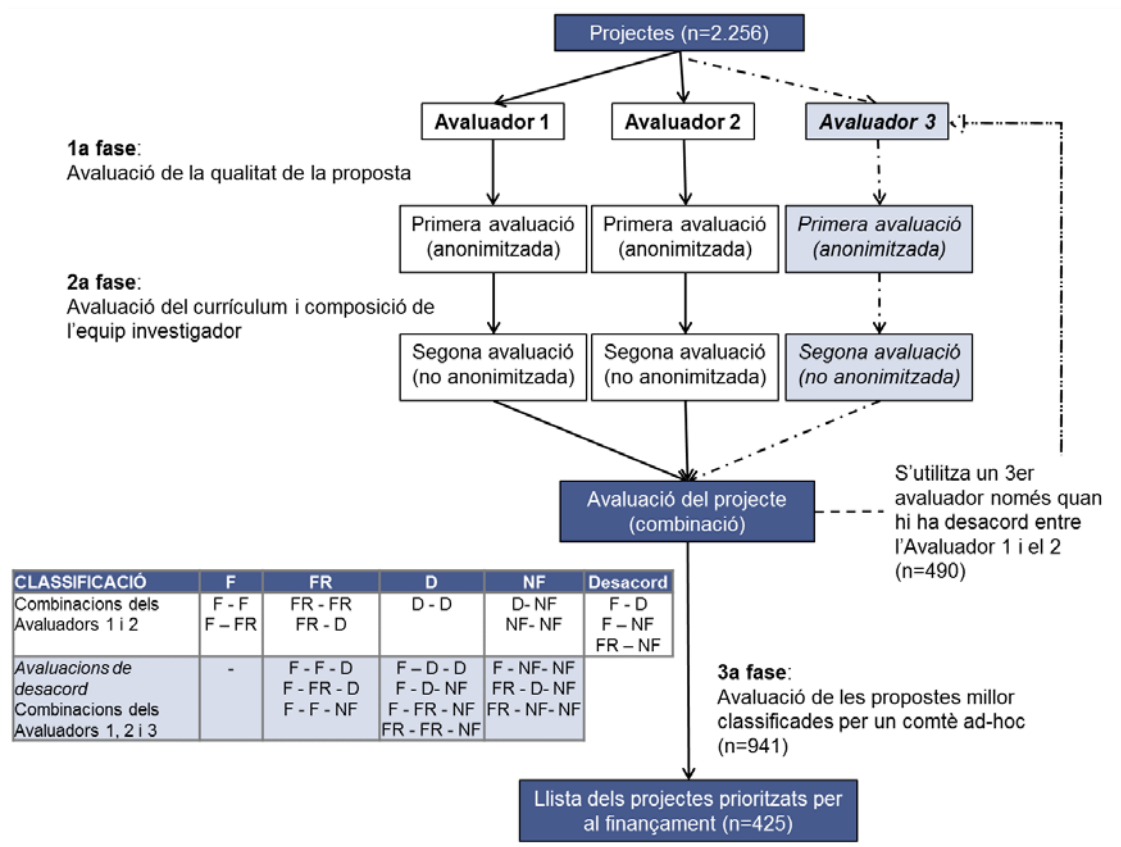 Projectes (n=2.256)
Avaluador 1
Avaluador 2
Avaluador 3
1a fase:
Avaluació de la qualitat de la proposta
Primera avaluació
(anonimitzada)
Primera avaluació
(anonimitzada)
Primera avaluació
(anonimitzada)
2a fase:
Avaluació del currículum i composició de
l'equip investigador
Segona avaluació
(no anonimitzada)
Segona avaluació
(no anonimitzada)
Segona avaluació
(no anonimitzada)
Avaluació del projecte
(combinació)
S'utilitza un 3er
avaluador només quan
hi ha desacord entre
l'Avaluador 1 i el 2
(n=490)
CLASSIFICACIÓ F FR D NF Desacord
Combinacions dels F - F FR - FR D - D D- NF F - D
Avaluadors 1 i 2 F – FR FR - D NF- NF F – NF
FR – NF
Avaluacions de - F - F - D F – D - D F - NF- NF
desacord F - FR - D F - D- NF FR - D- NF
Combinacions dels F - F - NF F - FR - NF FR - NF- NF
Avaluadors 1, 2 i 3 FR - FR - NF
3a fase:
Avaluació de les propostes millor
classificades per un comtè ad-hoc
(n=941)
Llista dels projectes prioritzats per
al finançament (n=425)